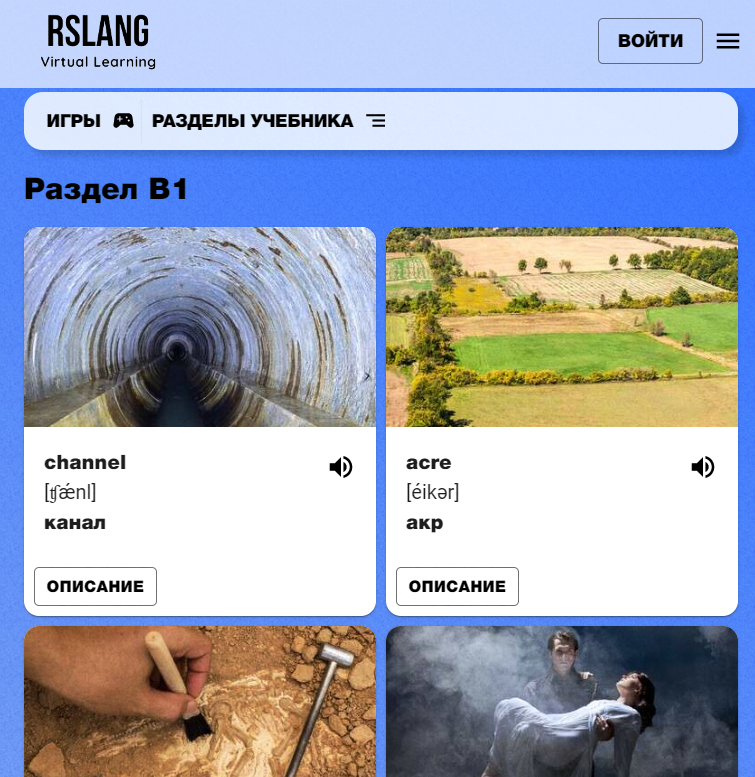 RSLANG
Virtual Learning
ВОЙТИ
ИГРЫ
РАЗДЕЛЫ УЧЕБНИКА
Раздел B1
channel
[ʧǽnl]
канал
ОПИСАНИЕ
acre
[éikər]
акр
ОПИСАНИЕ